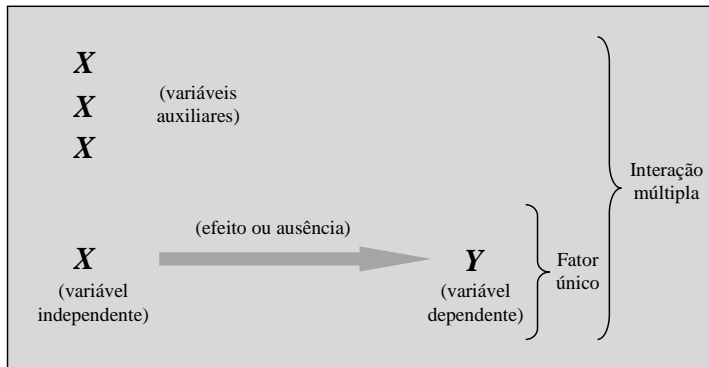 X
X
X
(variáveis
auxiliares)
Interação
múltipla
(efeito ou ausência)
X
(variável
independente)
Y
(variável
dependente)
Fator
único